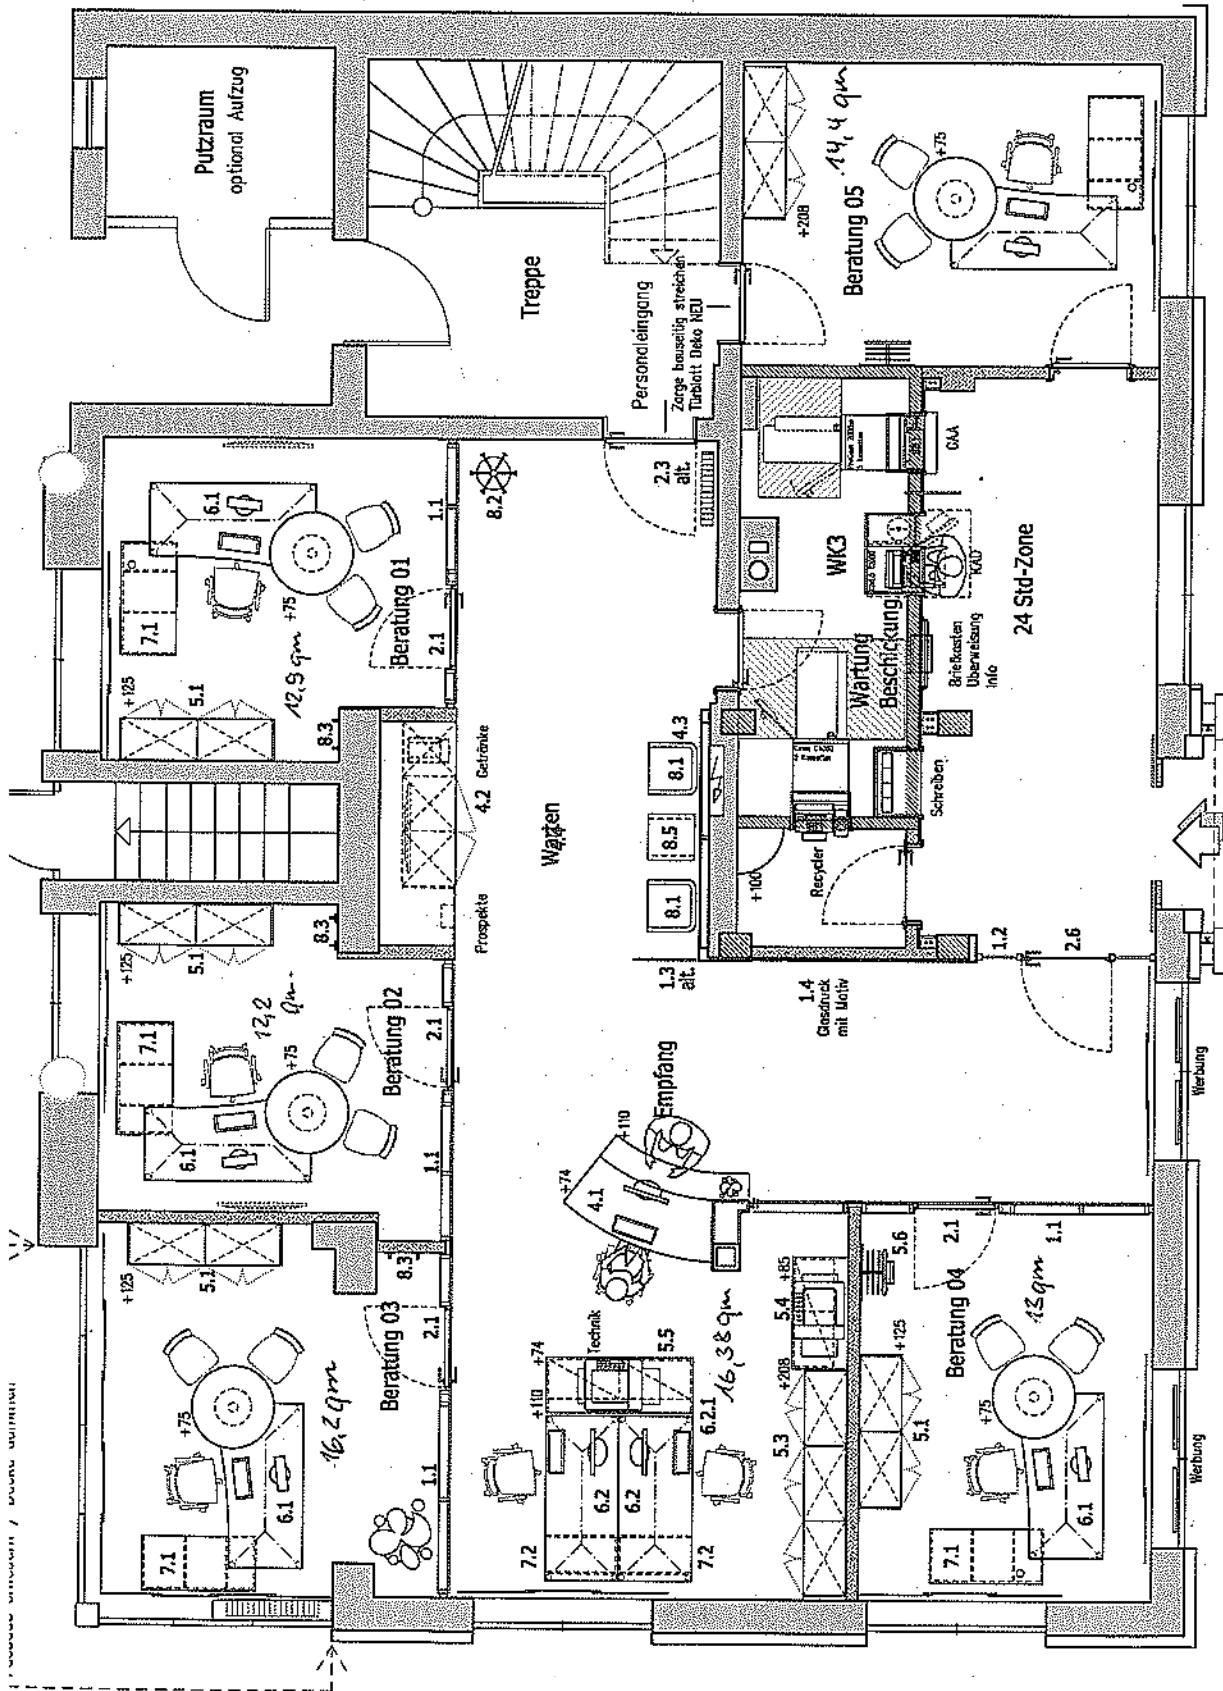 Putzraum
optional Aufzug
Treppe
Personaleingang
Zarge bauseitig streichen
Türblatt Deko NEU
+208
14,4 qm
Beratung 05
+75
6.1
7.1
+75
12,9 qm
Beratung 01
+125
5.1
8.3
2.1
1.1
8.2
2.3
alt.
WK3
Wartung
Beschickung
GAA
KAD
24 Std-Zone
Briefkasten
Überweisung
Info
Schreiben
Getränke
4.2
Prospekte
Warten
4.3
8.1
8.5
8.1
+100
Recycler
1.3
alt.
1.4
Glasdruck
mit Motiv
1.2
2.6
8.3
+125
5.1
12,2
qm
7.1
+75
Beratung 02
2.1
6.1
1.1
Empfang
+110
+74
4.1
Werbung
+125
5.1
8.3
Beratung 03
2.1
+75
16,2 qm
6.1
7.1
1.1
Technik
+74
+110
5.5
16,38 qm
6.2.1
6.2
6.2
7.2
7.2
5.4
+85
+208
5.3
5.6
2.1
1.1
Beratung 04
13 qm
+125
5.1
+75
6.1
7.1
Werbung